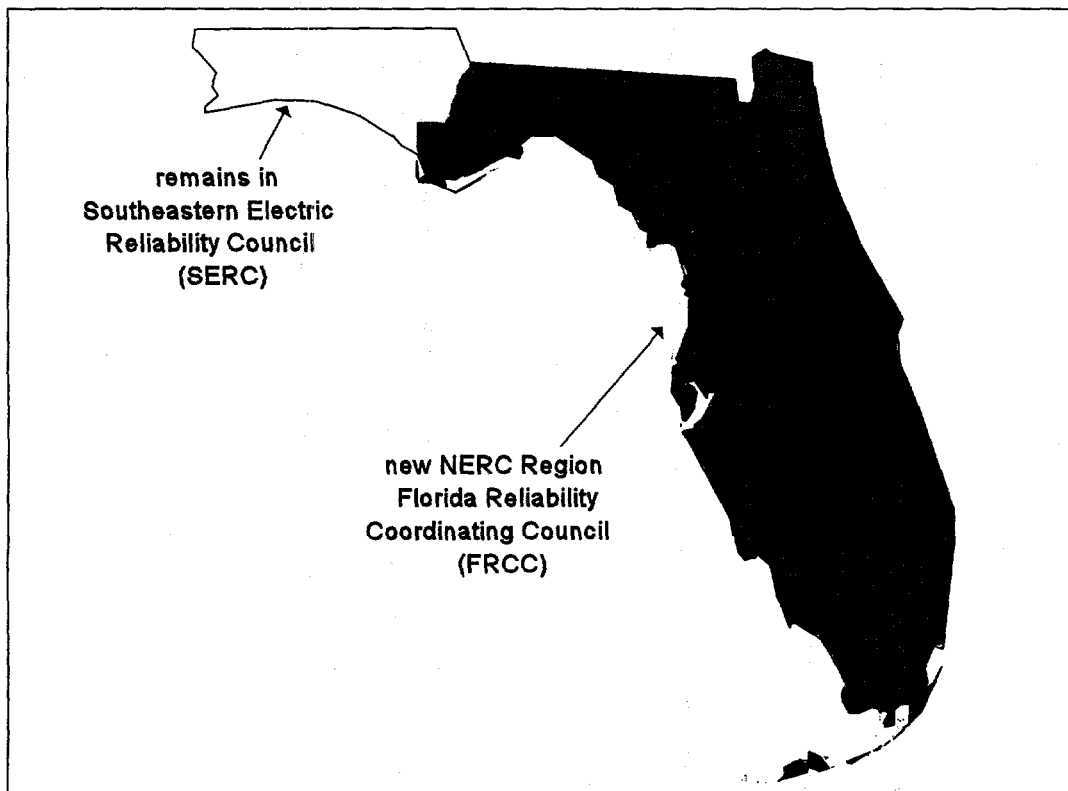 remains in
Southeastern Electric
Reliability Council
(SERC)
new NERC Region
Florida Reliability
Coordinating Council
(FRCC)